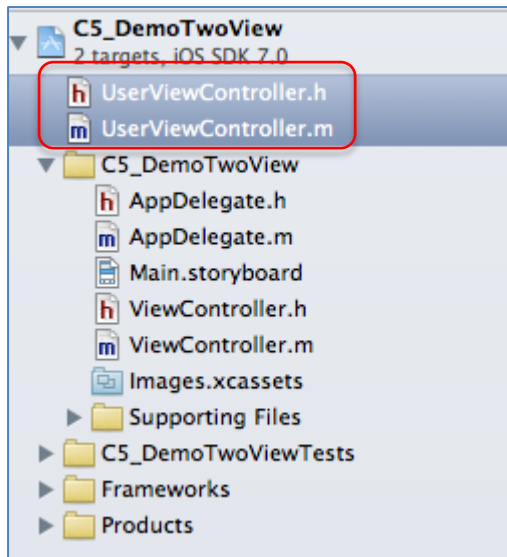 C5_DemoTwoView
2 targets, iOS SDK 7.0
h UserViewController.h
m UserViewController.m
C5_DemoTwoView
h AppDelegate.h
m AppDelegate.m
Main.storyboard
h ViewController.h
m ViewController.m
Images.xcassets
Supporting Files
C5_DemoTwoViewTests
Frameworks
Products